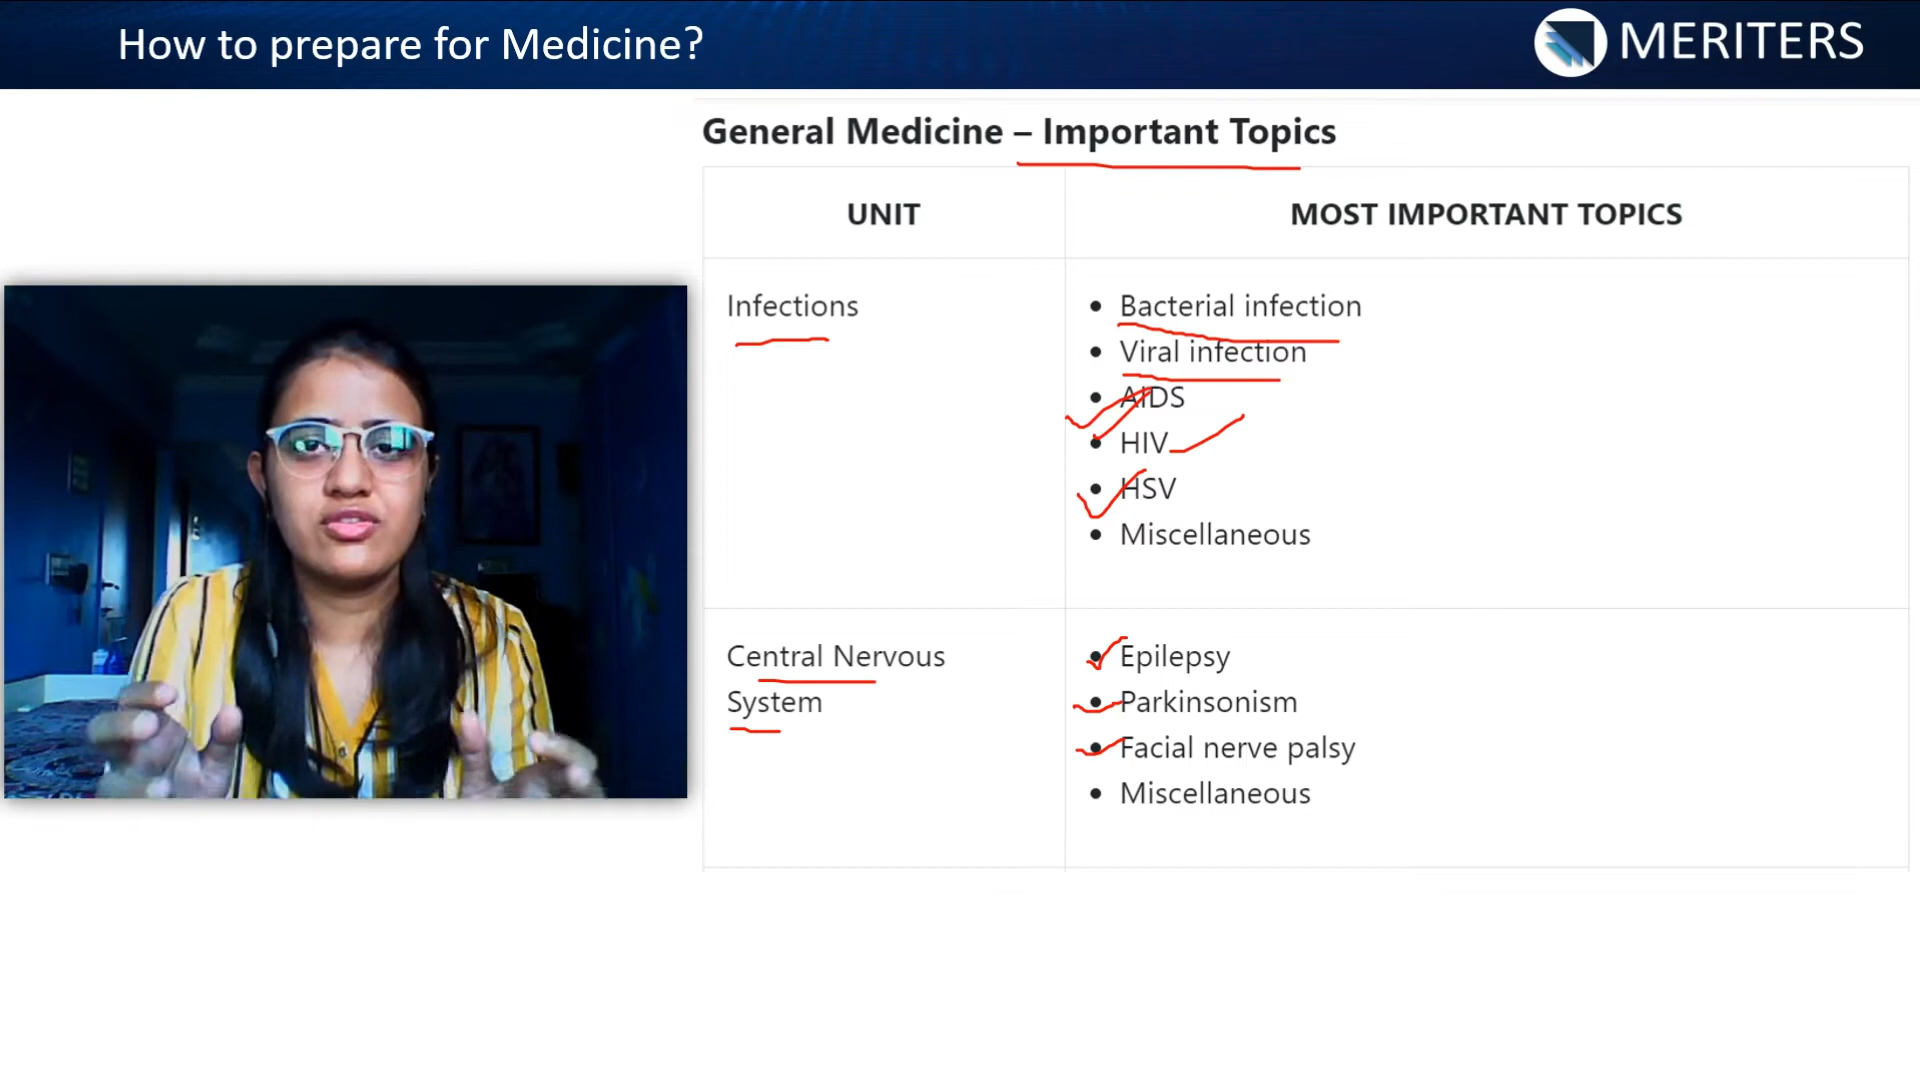 How to prepare for Medicine?
MERITERS
General Medicine – Important Topics
UNIT
MOST IMPORTANT TOPICS
Infections
• Bacterial infection
• Viral infection
• AIDS
• HIV
• HSV
• Miscellaneous
Central Nervous
System
• Epilepsy
• Parkinsonism
• Facial nerve palsy
• Miscellaneous